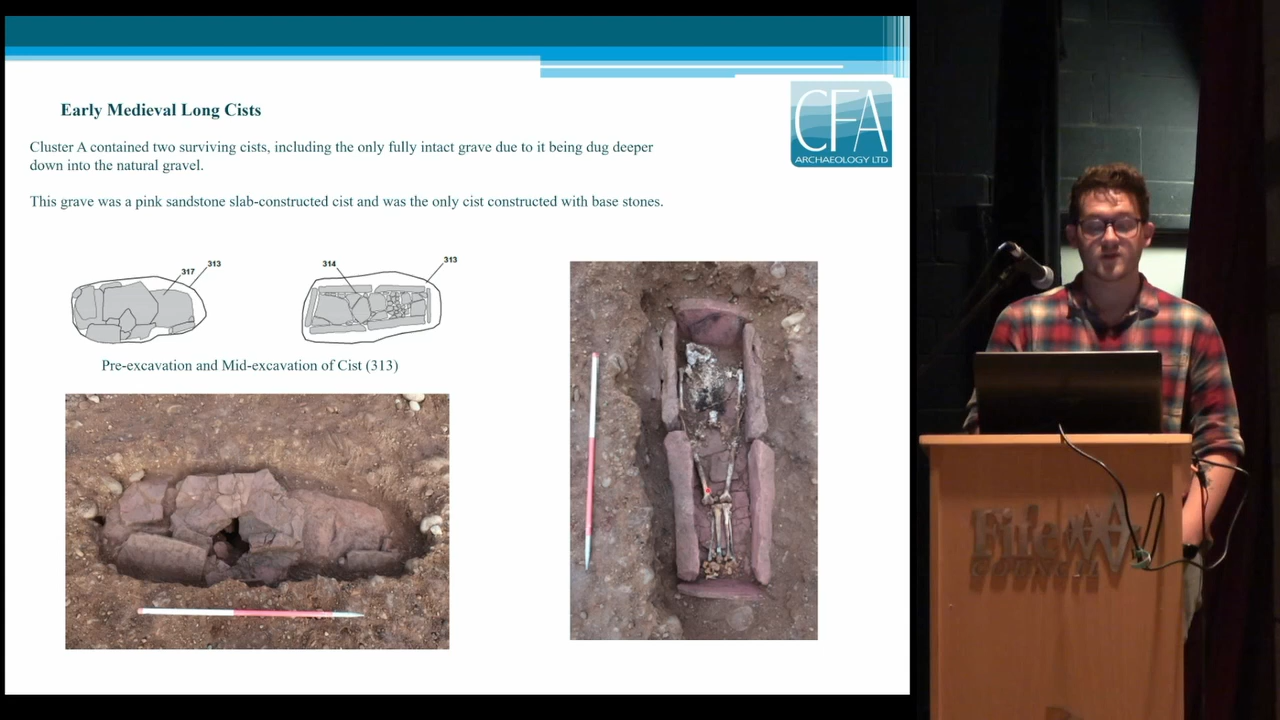 Early Medieval Long Cists
CFA
ARCHAEOLOGY LTD
Cluster A contained two surviving cists, including the only fully intact grave due to it being dug deeper
down into the natural gravel.
This grave was a pink sandstone slab-constructed cist and was the only cist constructed with base stones.
317
313
314
313
Pre-excavation and Mid-excavation of Cist (313)
Fife
COUNCIL